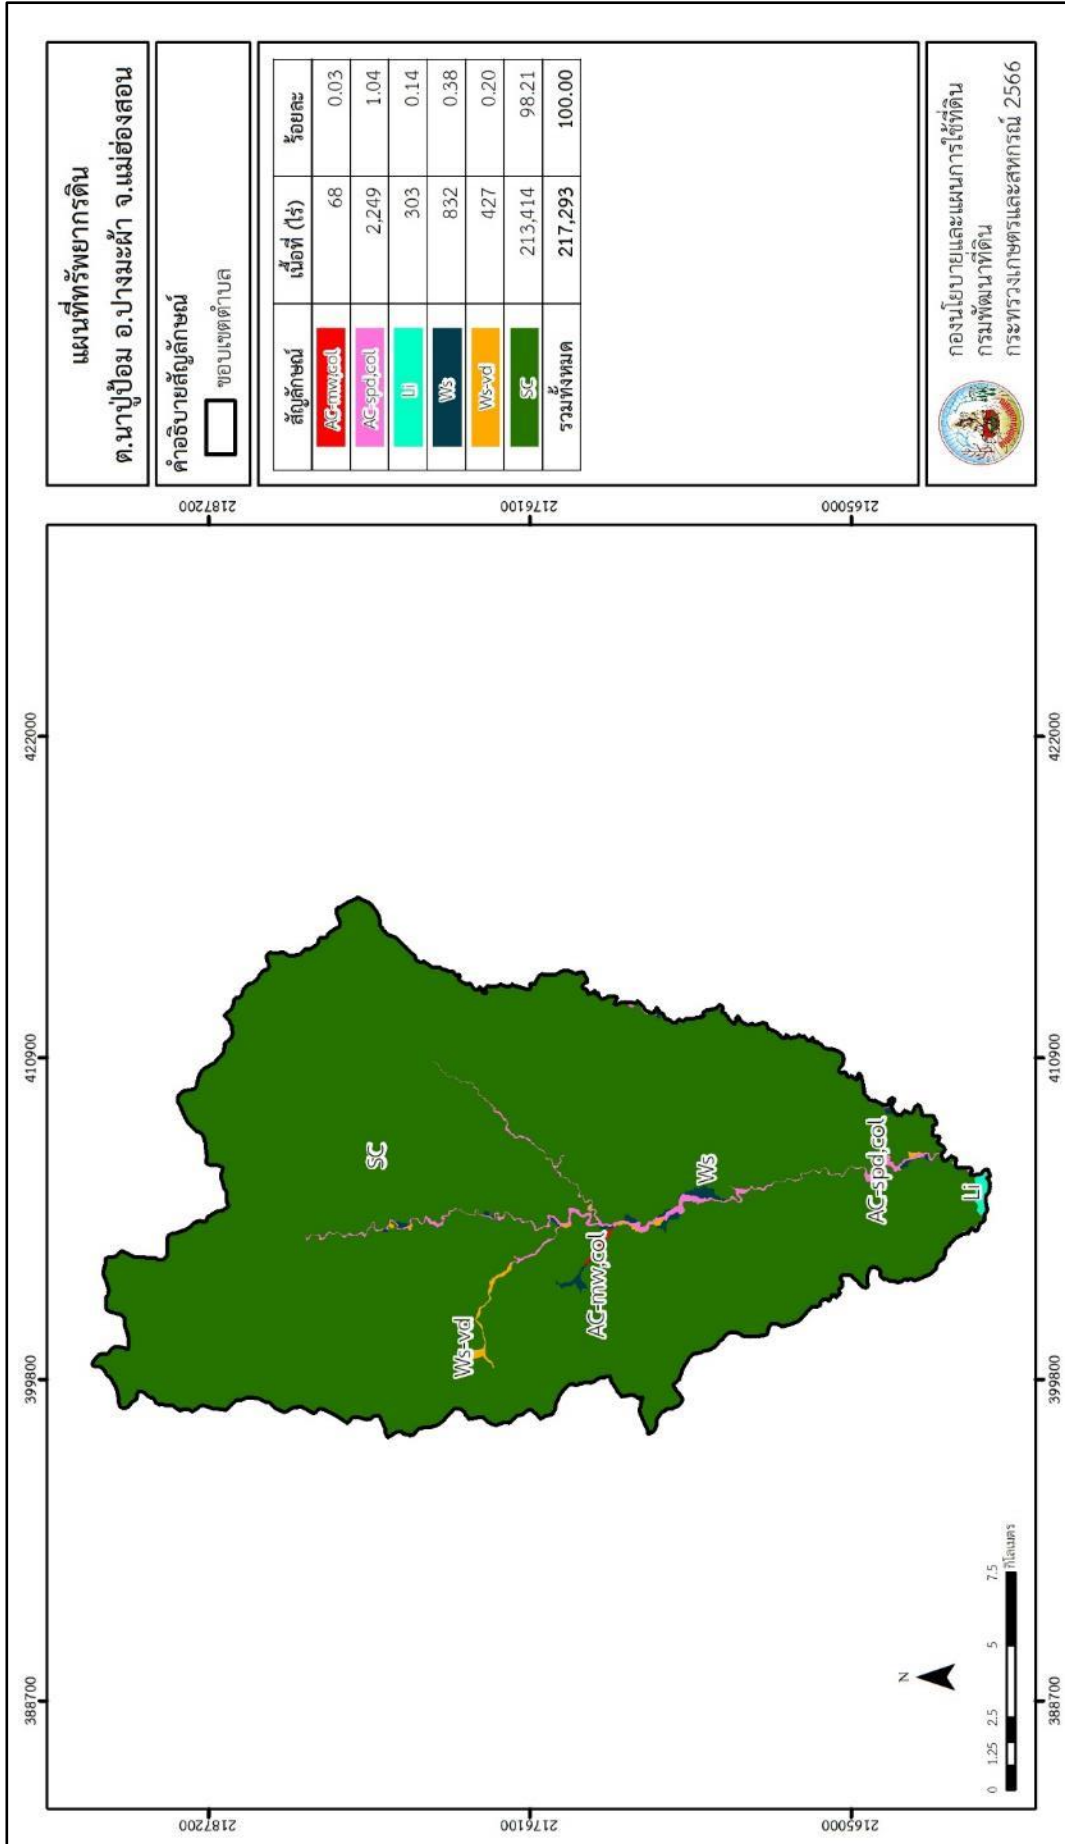 แผนที่ทรัพยากรดิน
ต.นาปู่ป้อม อ.ปางมะผ้า จ.แม่ฮ่องสอน
คำอธิบายสัญลักษณ์
ขอบเขตตำบล
สัญลักษณ์ เนื้อที่ (ไร่) ร้อยละ
AC-mw,col 68 0.03
AC-spd,col 2,249 1.04
Li 303 0.14
Ws 832 0.38
Ws-vd 427 0.20
SC 213,414 98.21
รวมทั้งหมด 217,293 100.00
กองนโยบายและแผนการใช้ที่ดิน
กรมพัฒนาที่ดิน
กระทรวงเกษตรและสหกรณ์ 2566
388700 399800 410900 422000
2187200 2187200
2176100 2176100
2165000 2165000
SC
Ws-vd
AC-mw,col
Ws
AC-spd,col
Li
N
0 1.25 2.5 5 7.5
กิโลเมตร
388700 399800 410900 422000